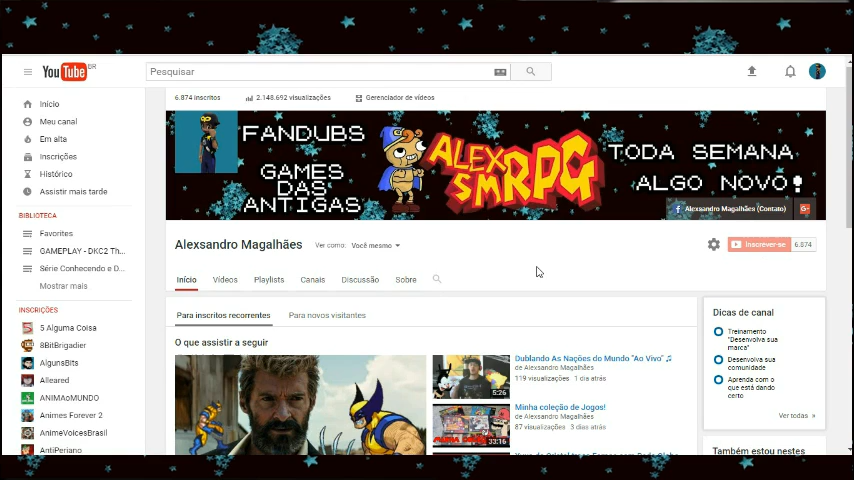 YouTube BR
Pesquisar
6.874 inscritos
2.148.692 visualizações
Gerenciador de vídeos
Início
Meu canal
Em alta
Inscrições
Histórico
Assistir mais tarde
BIBLIOTECA
Favorites
GAMEPLAY - DKC2 Th...
Série Conhecendo e D...
Mostrar mais
INSCRIÇÕES
5 Alguma Coisa
8BitBrigadier
AlgunsBits
Alleared
ANIMAoMUNDO
Animes Forever 2
AnimeVoicesBrasil
AntiPeriano
FANDUBS
GAMES
DAS
ANTIGAS
ALEX
SMRPG
TODA SEMANA
ALGO NOVO!
Alexsandro Magalhães (Contato)
G+
Alexsandro Magalhães
Ver como: Você mesmo
Inscrever-se 6.874
Início Vídeos Playlists Canais Discussão Sobre
Para inscritos recorrentes
Para novos visitantes
O que assistir a seguir
Dublando As Nações do Mundo "Ao Vivo" ♫
de Alexsandro Magalhães
119 visualizações 1 dia atrás
5:26
Minha coleção de Jogos!
de Alexsandro Magalhães
87 visualizações 3 dias atrás
33:16
Dicas de canal
Treinamento
"Desenvolva sua
marca"
Desenvolva sua
comunidade
Aprenda com o
que está dando
certo
Ver todas »
Também estou nestes